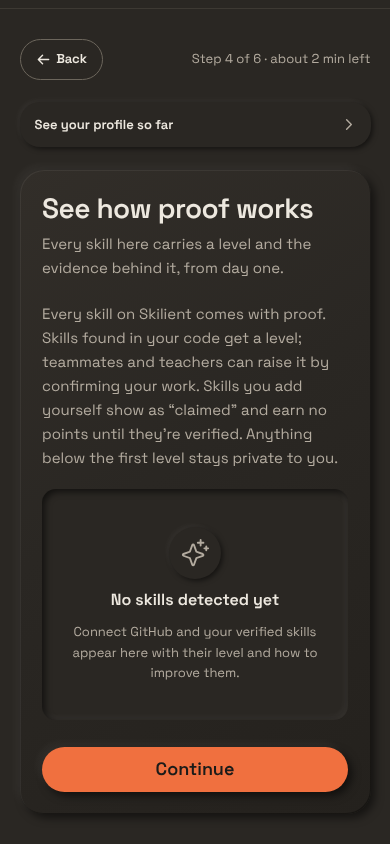 ← Back
Step 4 of 6 · about 2 min left
See your profile so far
See how proof works
Every skill here carries a level and the
evidence behind it, from day one.
Every skill on Skilient comes with proof.
Skills found in your code get a level;
teammates and teachers can raise it by
confirming your work. Skills you add
yourself show as “claimed” and earn no
points until they’re verified. Anything
below the first level stays private to you.
No skills detected yet
Connect GitHub and your verified skills
appear here with their level and how to
improve them.
Continue